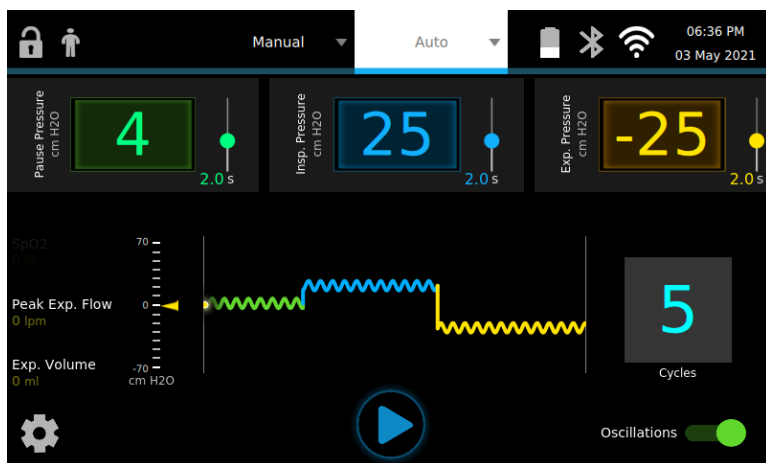 Manual
Auto
06:36 PM
03 May 2021
Pause Pressure
cm H2O
4
2.0 s
Insp. Pressure
cm H2O
25
2.0 s
Exp. Pressure
cm H2O
-25
2.0 s
SpO2
0 %
70
Peak Exp. Flow
0 lpm
0
Exp. Volume
0 ml
-70
cm H2O
5
Cycles
Oscillations